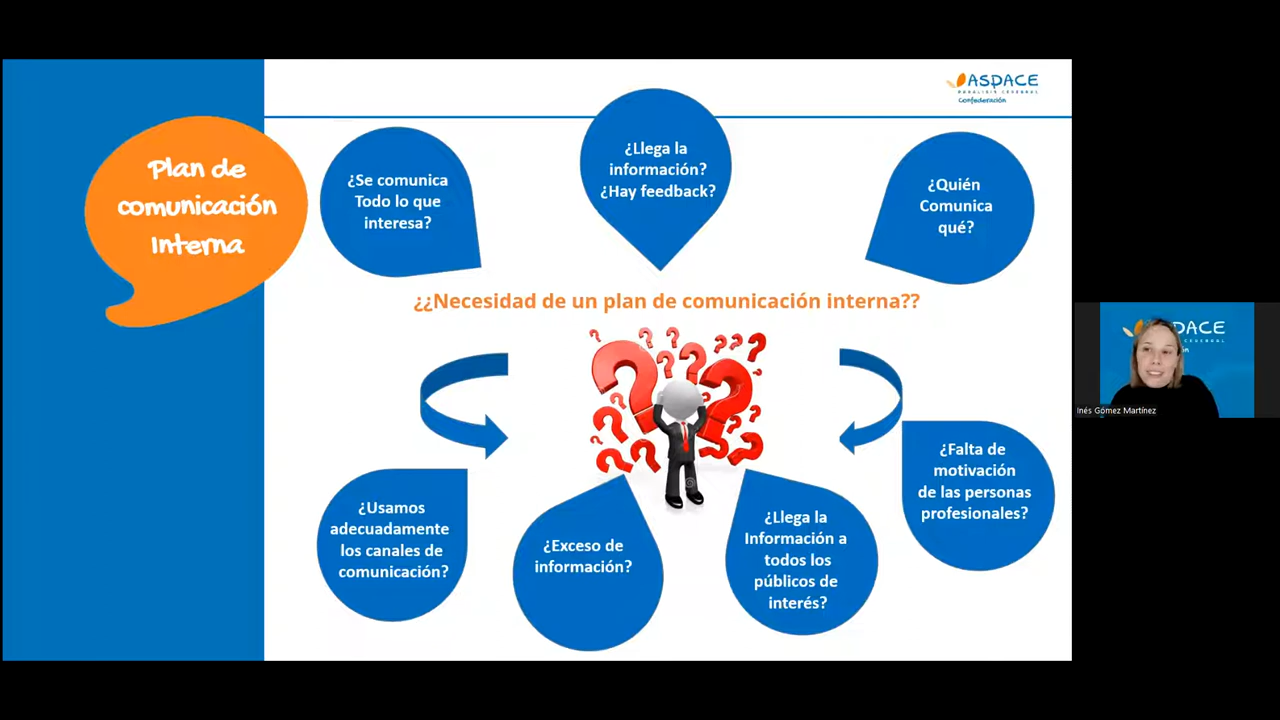 ASPACE
PARÁLISIS CEREBRAL
Confederación
Plan de
comunicación
Interna
¿Se comunica
Todo lo que
interesa?
¿Llega la
información?
¿Hay feedback?
¿Quién
Comunica
qué?
¿¿Necesidad de un plan de comunicación interna??
¿Usamos
adecuadamente
los canales de
comunicación?
¿Exceso de
información?
¿Llega la
Información a
todos los
públicos de
interés?
¿Falta de
motivación
de las personas
profesionales?
Inés Gómez Martínez